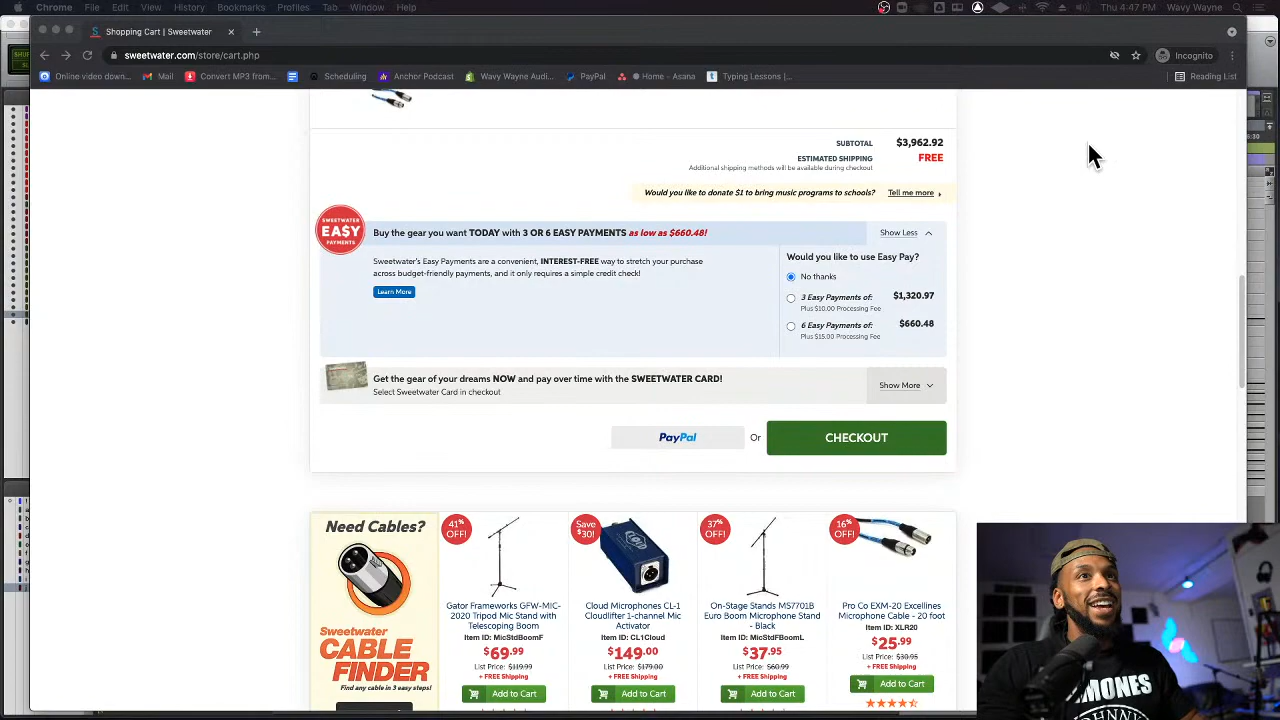 Chrome File Edit View History Bookmarks Profiles Tab Window Help
Thu 4:47 PM Wavy Wayne
Shopping Cart | Sweetwater
sweetwater.com/store/cart.php
Incognito
Online video down... Mail Convert MP3 from... Scheduling Anchor Podcast Wavy Wayne Audi... PayPal Home - Asana Typing Lessons |... Reading List
SUBTOTAL $3,962.92
ESTIMATED SHIPPING FREE
Additional shipping methods will be available during checkout
Would you like to donate $1 to bring music programs to schools? Tell me more ›
SWEETWATER
EA$Y
PAYMENTS
Buy the gear you want TODAY with 3 OR 6 EASY PAYMENTS as low as $660.48!
Show Less
Sweetwater's Easy Payments are a convenient, INTEREST-FREE way to stretch your purchase
across budget-friendly payments, and it only requires a simple credit check!
Learn More
Would you like to use Easy Pay?
No thanks
3 Easy Payments of: $1,320.97
Plus $10.00 Processing Fee
6 Easy Payments of: $660.48
Plus $15.00 Processing Fee
Get the gear of your dreams NOW and pay over time with the SWEETWATER CARD!
Select Sweetwater Card in checkout
Show More
PayPal Or CHECKOUT
Need Cables?
Sweetwater
CABLE
FINDER
Find any cable in 3 easy steps!
41%
OFF!
Gator Frameworks GFW-MIC-
2020 Tripod Mic Stand with
Telescoping Boom
Item ID: MicStdBoomF
$69.99
List Price: $119.99
+ FREE Shipping
Add to Cart
Save
$30!
Cloud Microphones CL-1
Cloudlifter 1-channel Mic
Activator
Item ID: CL1Cloud
$149.00
List Price: $179.00
+ FREE Shipping
Add to Cart
37%
OFF!
On-Stage Stands MS7701B
Euro Boom Microphone Stand
- Black
Item ID: MicStdFBoomL
$37.95
List Price: $60.99
+ FREE Shipping
Add to Cart
16%
OFF!
Pro Co EXM-20 Excellines
Microphone Cable - 20 foot
Item ID: XLR20
$25.99
List Price: $30.95
+ FREE Shipping
Add to Cart